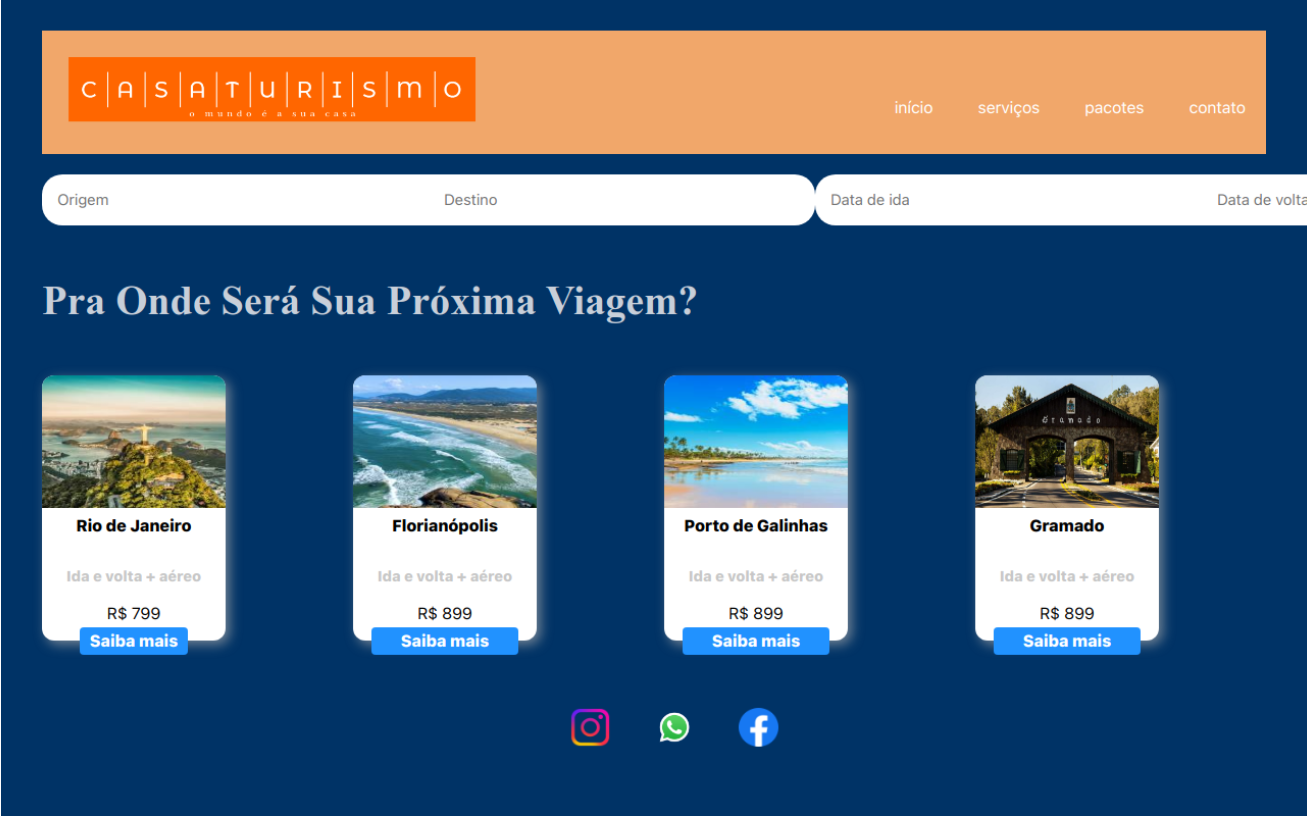 C|A|S|A|T|U|R|I|S|M|O
o mundo é a sua casa
início serviços pacotes contato
Origem Destino Data de ida Data de volta
Pra Onde Será Sua Próxima Viagem?
Gramado
Rio de Janeiro Florianópolis Porto de Galinhas Gramado
Ida e volta + aéreo Ida e volta + aéreo Ida e volta + aéreo Ida e volta + aéreo
R$ 799 R$ 899 R$ 899 R$ 899
Saiba mais Saiba mais Saiba mais Saiba mais